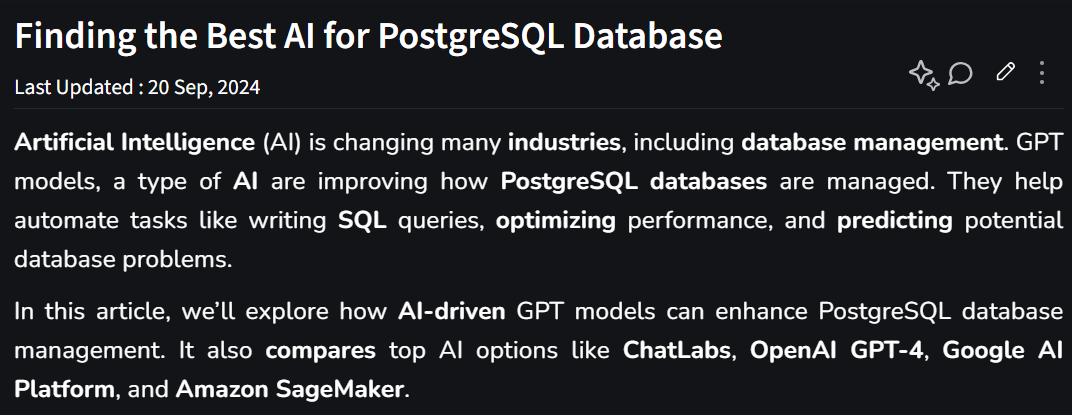 Finding the Best AI for PostgreSQL Database
Last Updated : 20 Sep, 2024
Artificial Intelligence (AI) is changing many industries, including database management. GPT
models, a type of AI are improving how PostgreSQL databases are managed. They help
automate tasks like writing SQL queries, optimizing performance, and predicting potential
database problems.
In this article, we’ll explore how AI-driven GPT models can enhance PostgreSQL database
management. It also compares top AI options like ChatLabs, OpenAI GPT-4, Google AI
Platform, and Amazon SageMaker.